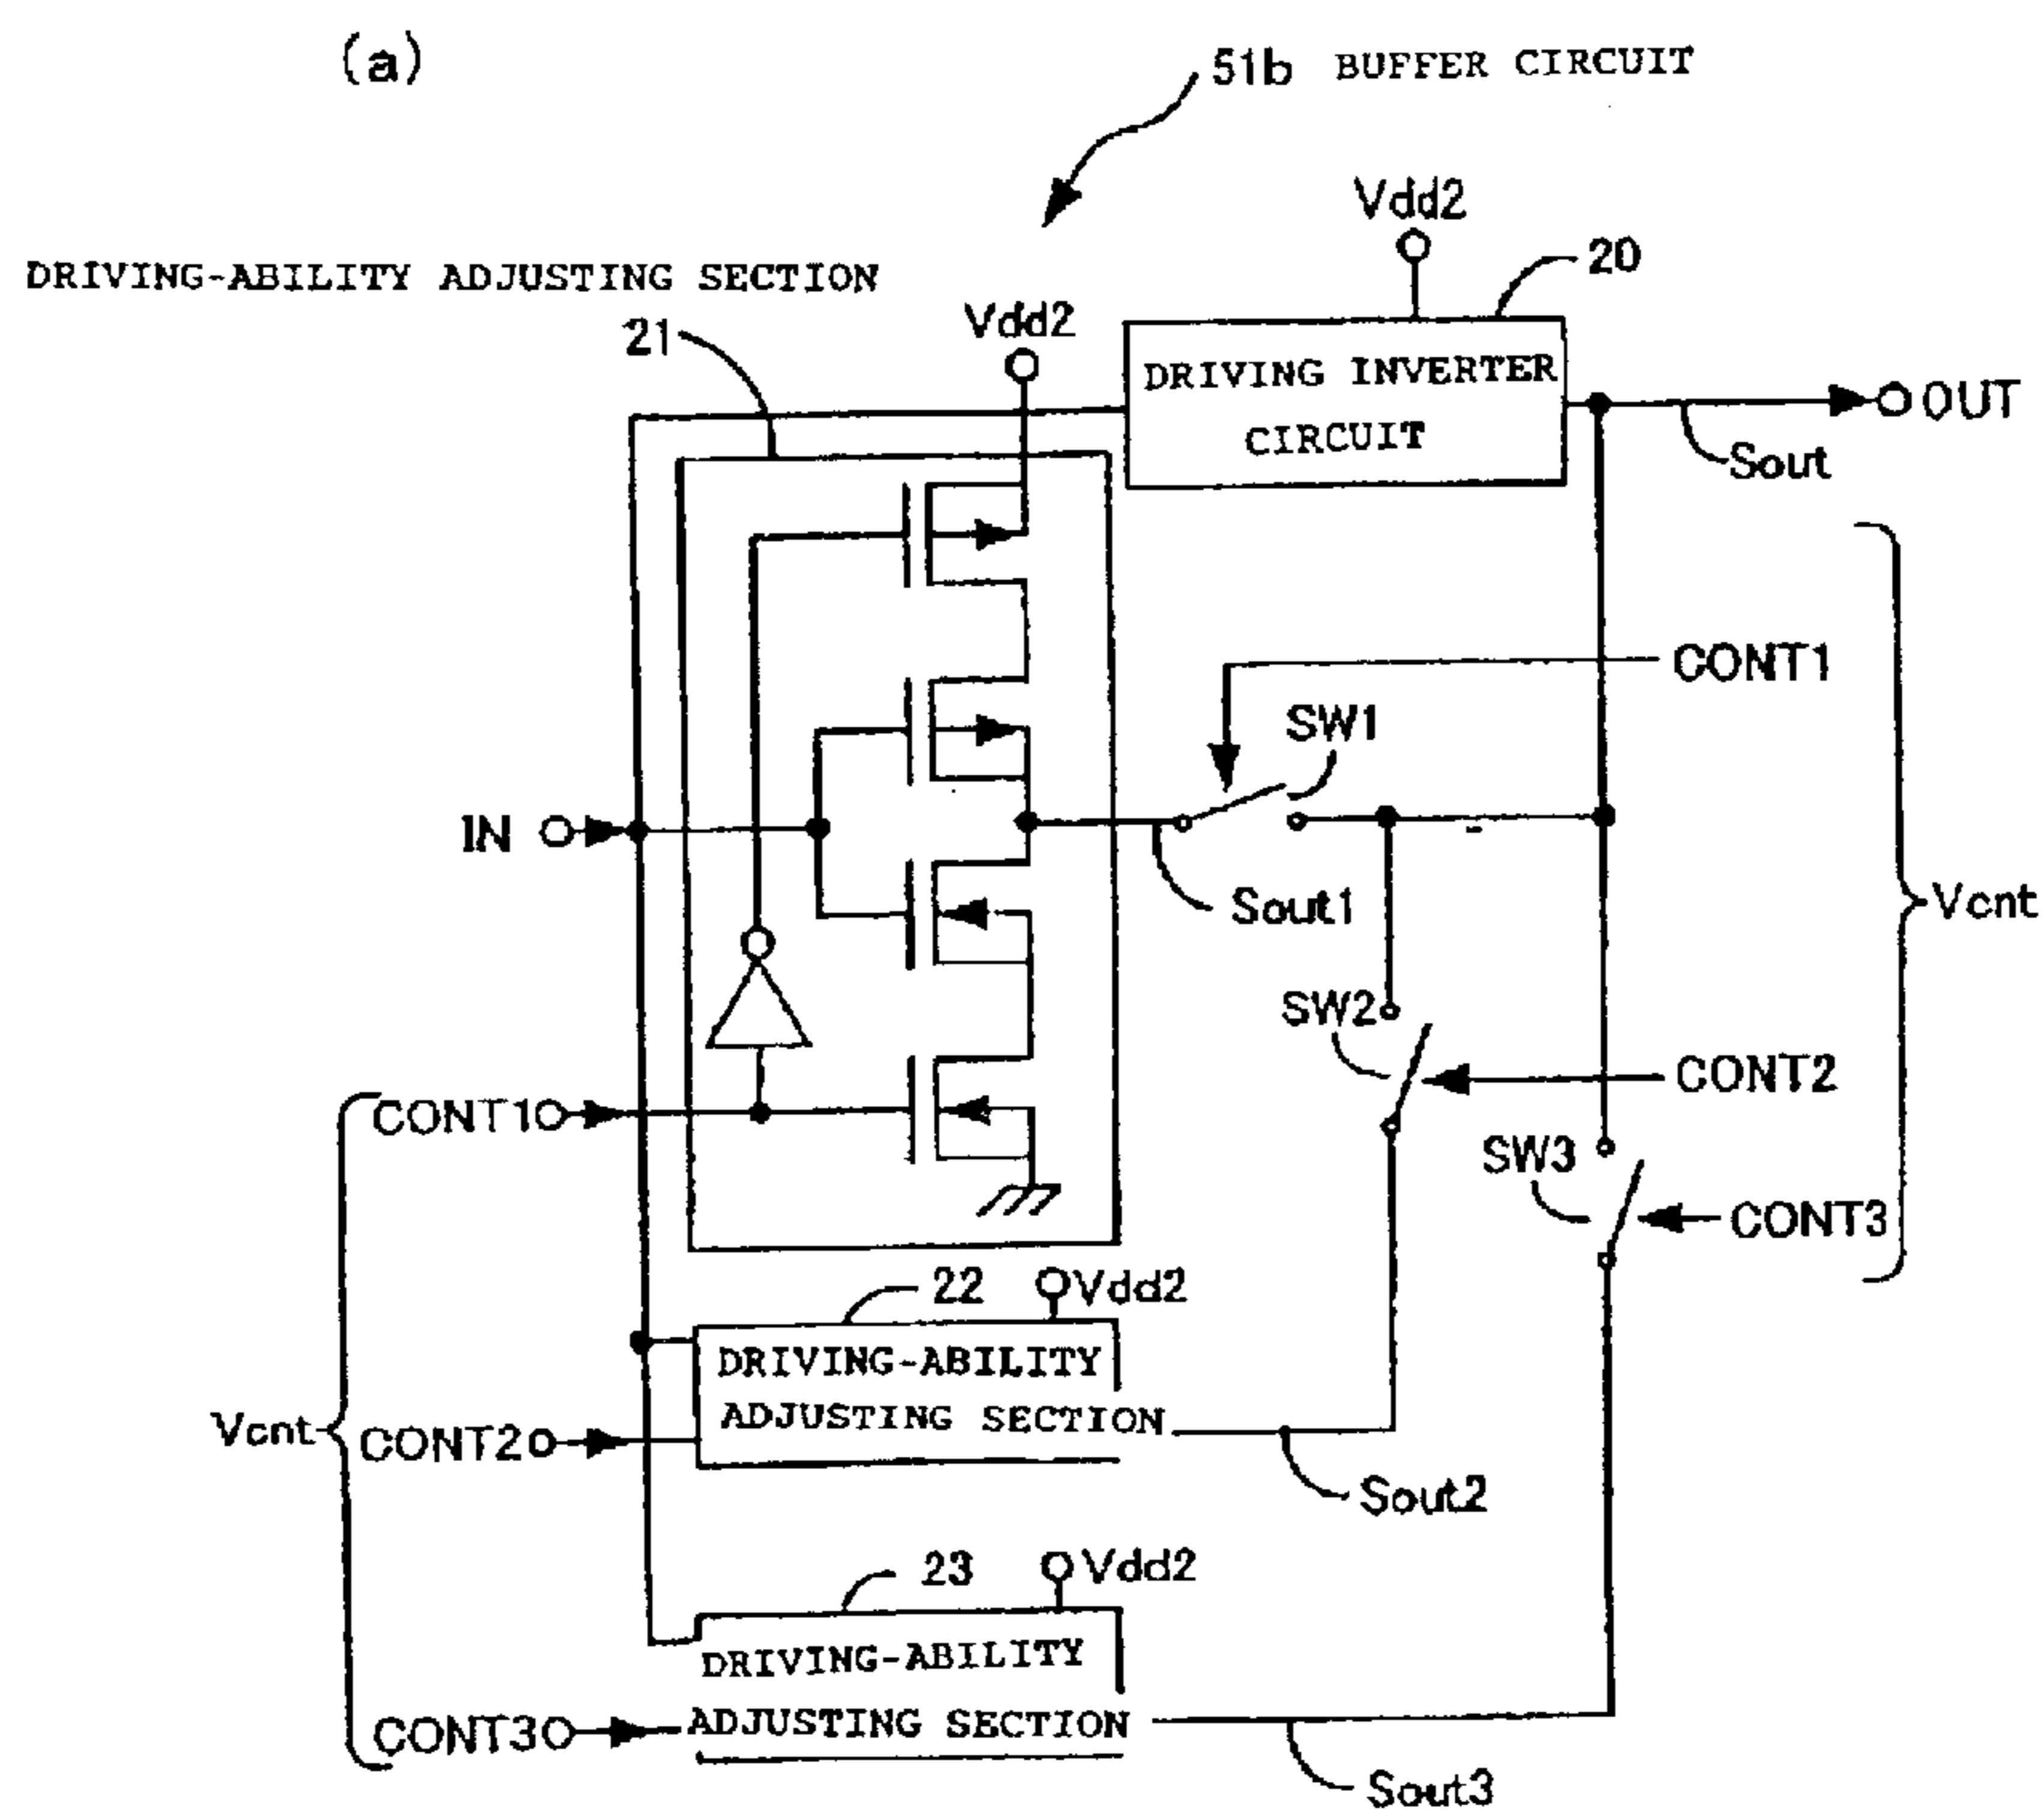 (a)
51b BUFFER CIRCUIT
Vdd2
20
DRIVING-ABILITY ADJUSTING SECTION
21
Vdd2
DRIVING INVERTER
CIRCUIT
OUT
Sout
CONT1
SW1
IN
Sout1
Vcnt
SW2
CONT2
CONT1
SW3
CONT3
22
Vdd2
DRIVING-ABILITY
ADJUSTING SECTION
Vcnt
CONT2
Sout2
23
Vdd2
DRIVING-ABILITY
ADJUSTING SECTION
CONT3
Sout3